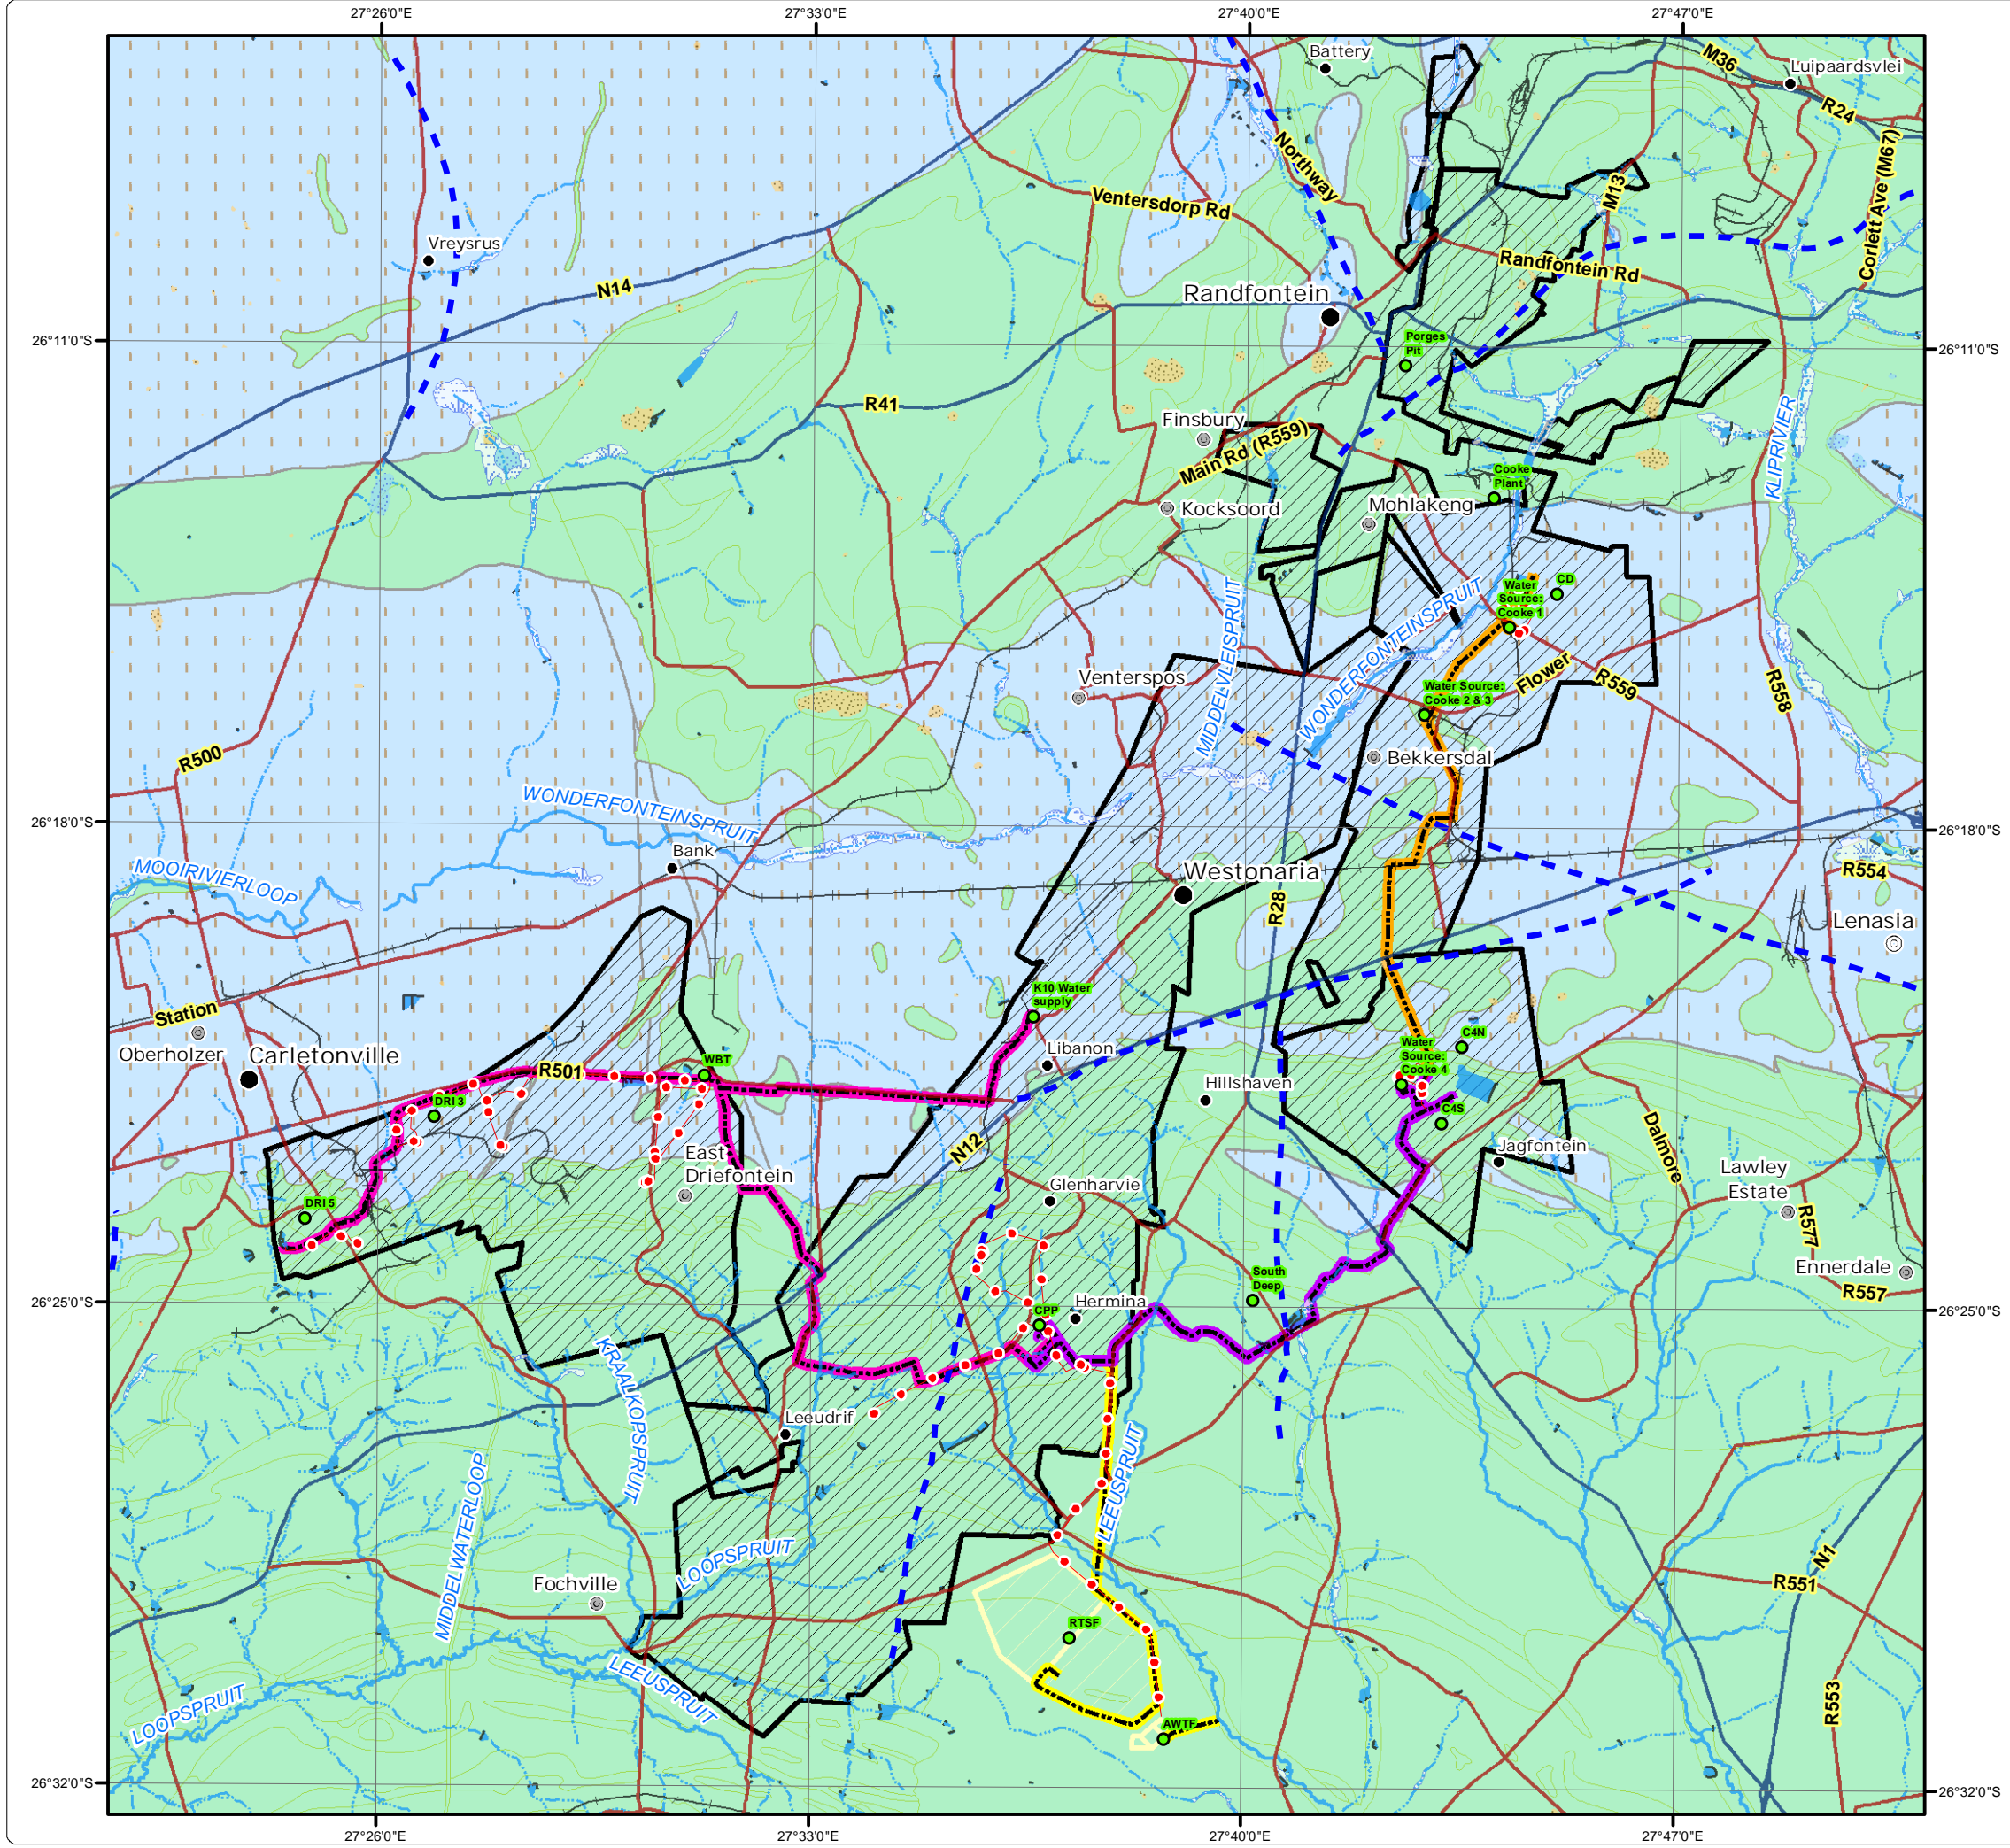 27°26'0"E
27°33'0"E
27°40'0"E
27°47'0"E
Battery
M36
Luipaardsvlei
R24
Northway
Corlett Ave (M67)
Ventersdorp Rd
M13
Vreysrus
Randfontein Rd
N14
Randfontein
26°11'0"S
26°11'0"S
Porges
Pit
R41
Finsbury
Main Rd (R559)
KLIPRIVIER
Cooke
Plant
Kocksoord
Mohlakeng
CD
Water
Source:
Cooke 1
MIDDELVLEISPRUIT
WONDERFONTEINSPRUIT
Flower
R559
R558
Venterspos
Water Source:
Cooke 2 & 3
R500
Bekkersdal
WONDERFONTEINSPRUIT
26°18'0"S
26°18'0"S
Bank
MOOIRIVIERLOOP
Westonaria
R554
R28
Lenasia
K10 Water
supply
Station
C4N
Oberholzer
Carletonville
WBT
Libanon
Water
Source:
Cooke 4
R501
Hillshaven
DRI 3
C4S
N12
Dalmore
Jagfontein
East
Driefontein
Lawley
Estate
Glenharvie
DRI 5
R577
South
Deep
Ennerdale
R557
26°25'0"S
26°25'0"S
CPP
Hermina
KRALKOPSPRUIT
Leeudrif
LEEUSPRUIT
MIDDELWATERLOOP
LOOPSPRUIT
N1
R551
Fochville
RTSF
LEEUSPRUIT
LOOPSPRUIT
R553
AWTF
26°32'0"S
26°32'0"S
27°26'0"E
27°33'0"E
27°40'0"E
27°47'0"E